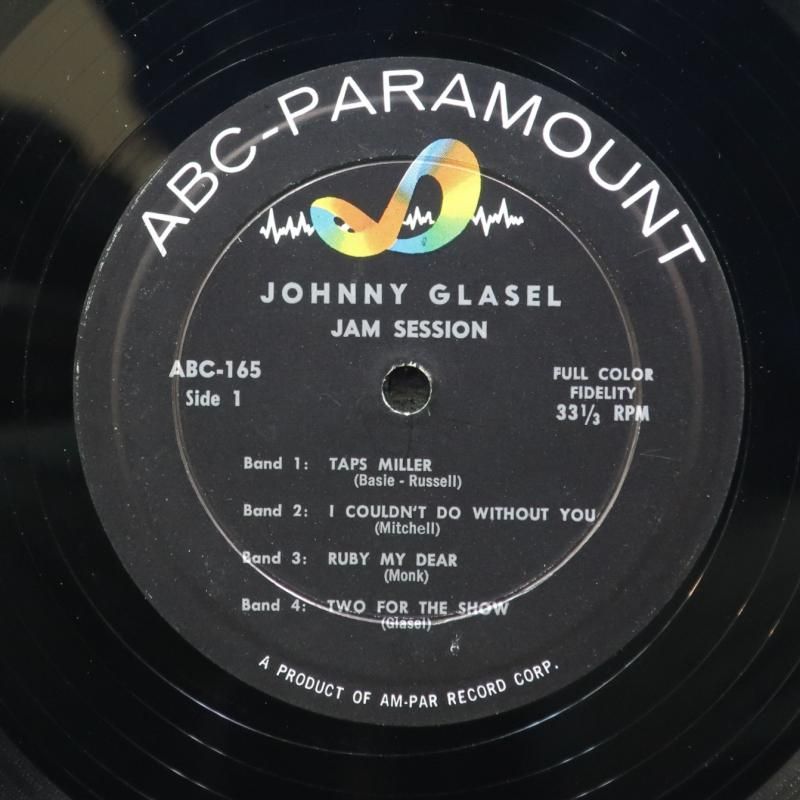 ABC-PARAMOUNT
JOHNNY GLASEL
JAM SESSION
ABC-165
Side 1
FULL COLOR
FIDELITY
33 1/3 RPM
Band 1: TAPS MILLER
(Basie - Russell)
Band 2: I COULDN'T DO WITHOUT YOU
(Mitchell)
Band 3: RUBY MY DEAR
(Monk)
Band 4: TWO FOR THE SHOW
(Glasel)
A PRODUCT OF AM-PAR RECORD CORP.